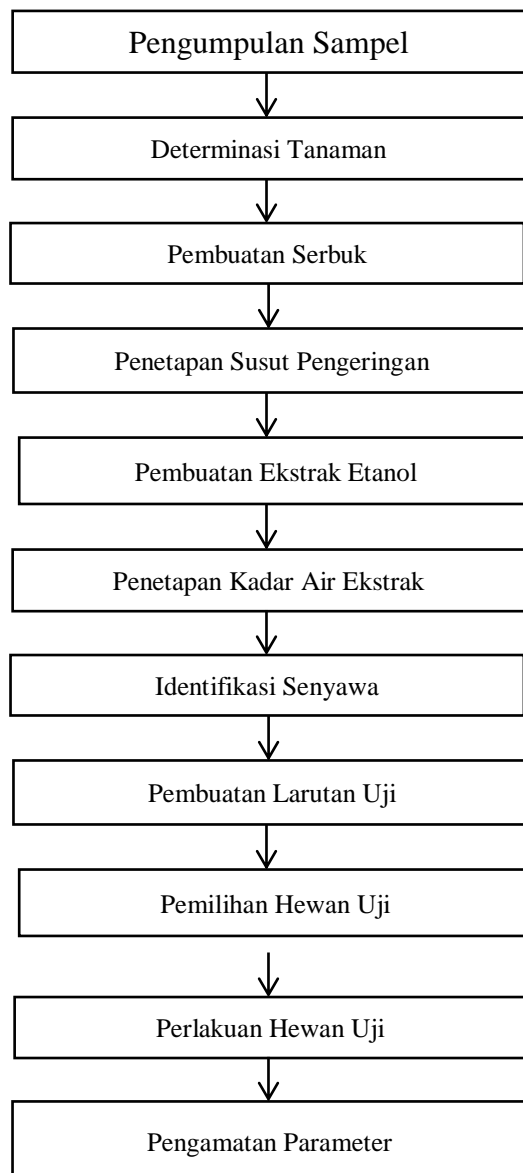 Pengumpulan Sampel
Determinasi Tanaman
Pembuatan Serbuk
Penetapan Susut Pengeringan
Pembuatan Ekstrak Etanol
Penetapan Kadar Air Ekstrak
Identifikasi Senyawa
Pembuatan Larutan Uji
Pemilihan Hewan Uji
Perlakuan Hewan Uji
Pengamatan Parameter